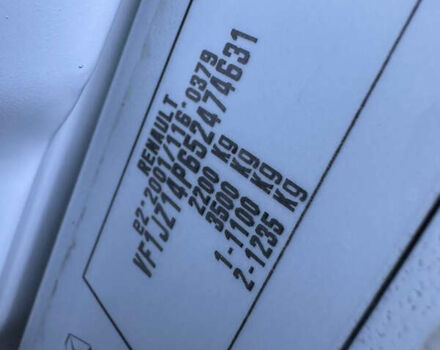 RENAULT
e2*2001/116*0379
VF1JZ14P652474631
2200 Kg
3500 Kg
1-1100 Kg
2-1235 Kg